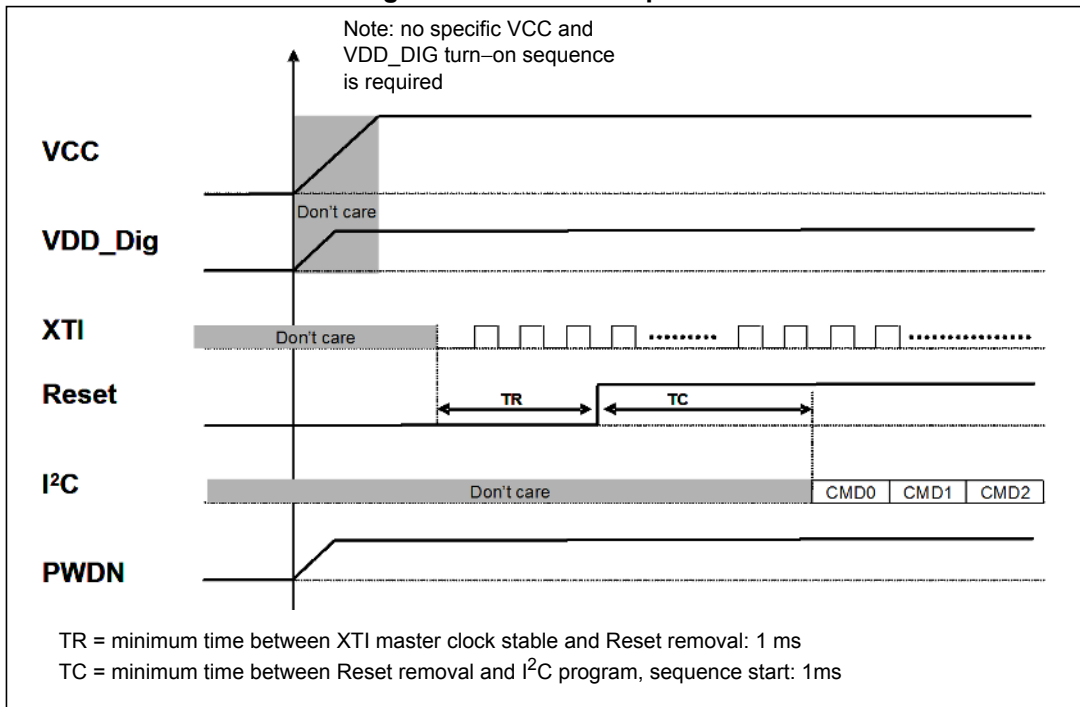 Note: no specific VCC and
VDD_DIG turn–on sequence
is required
VCC
Don't care
VDD_Dig
XTI
Don't care
Reset
TR
TC
I²C
Don't care
CMD0
CMD1
CMD2
PWDN
TR = minimum time between XTI master clock stable and Reset removal: 1 ms
TC = minimum time between Reset removal and I²C program, sequence start: 1ms